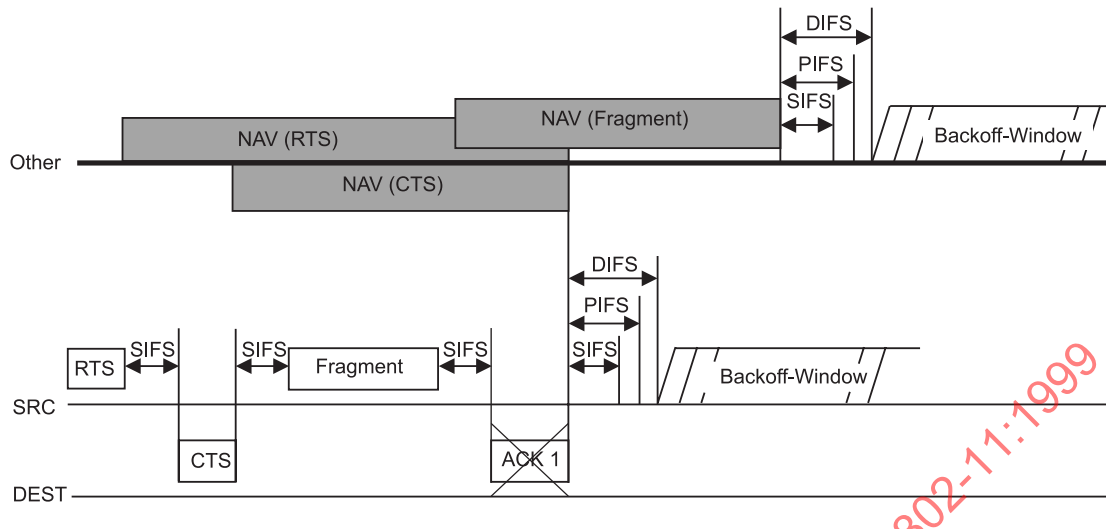 DIFS
PIFS
SIFS
NAV (Fragment)
NAV (RTS)
Backoff-Window
Other
NAV (CTS)
DIFS
PIFS
SIFS
SIFS
SIFS
SIFS
RTS
Fragment
Backoff-Window
SRC
CTS
ACK 1
DEST
802-11:1999